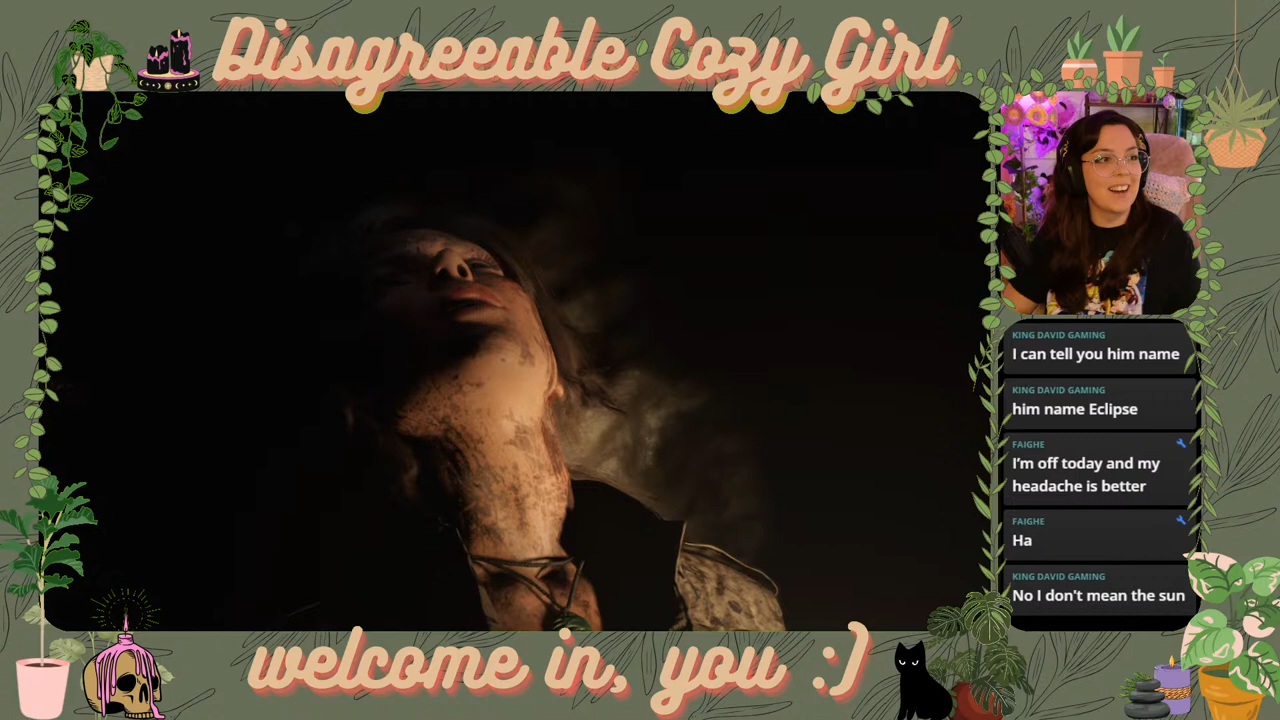 Disagreeable Cozy Girl
KING DAVID GAMING
I can tell you him name
KING DAVID GAMING
him name Eclipse
FAIGHE
I'm off today and my
headache is better
FAIGHE
Ha
KING DAVID GAMING
No I don't mean the sun
welcome in, you :)